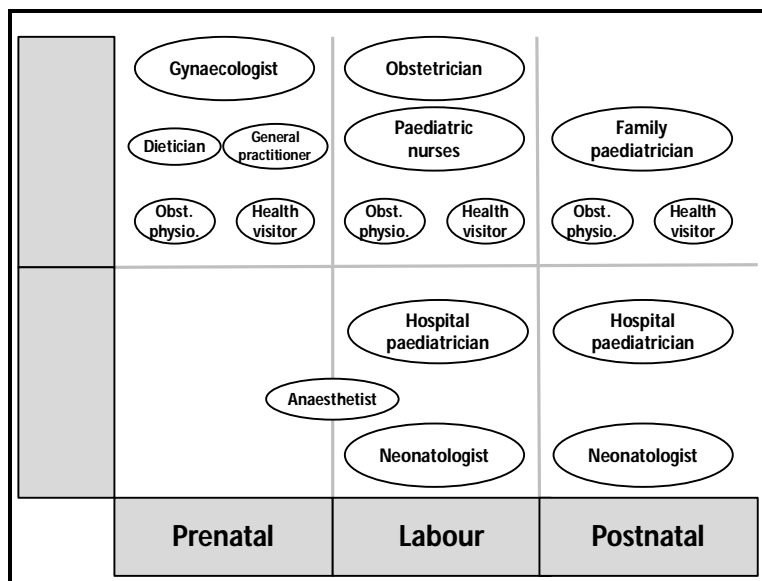 Gynaecologist
Obstetrician
Dietician
General
practitioner
Paediatric
nurses
Family
paediatrician
Obst.
physio.
Health
visitor
Obst.
physio.
Health
visitor
Obst.
physio.
Health
visitor
Hospital
paediatrician
Hospital
paediatrician
Anaesthetist
Neonatologist
Neonatologist
Prenatal
Labour
Postnatal